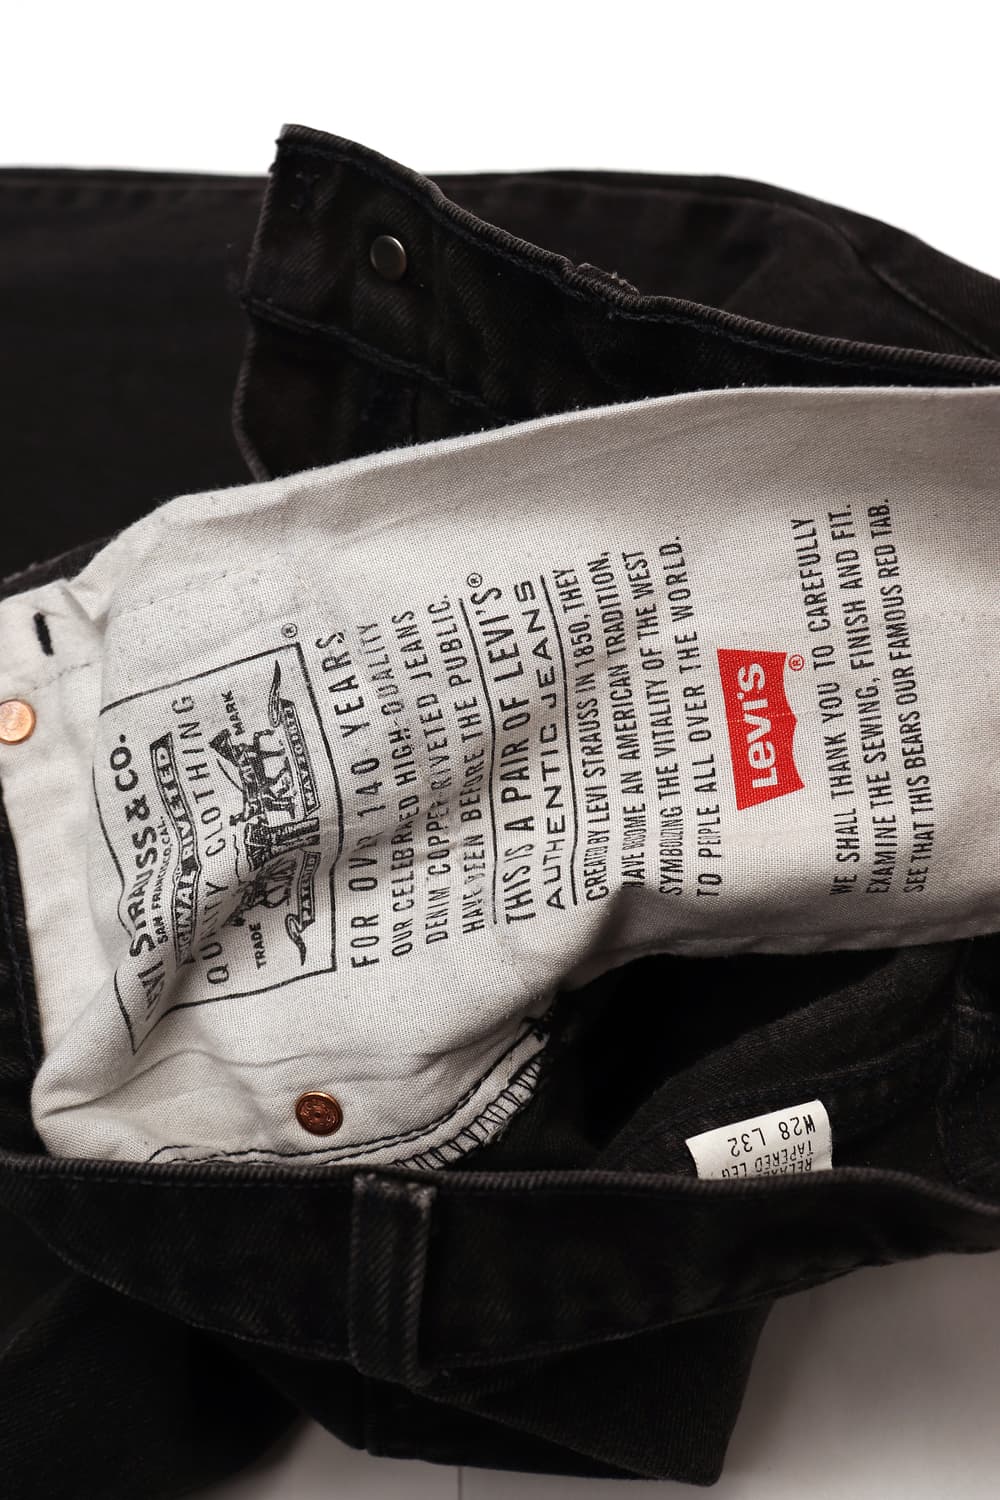 LEVI STRAUSS & CO.
SAN FRANCISCO, CAL.
ORIGINAL RIVETED
QUALITY CLOTHING
TRADE MARK
PATENTED MAY 20 1873
®
FOR OVER 140 YEARS
OUR CELEBRATED HIGH-QUALITY
DENIM COPPER RIVETED JEANS
HAVE BEEN BEFORE THE PUBLIC.
THIS IS A PAIR OF LEVI'S®
AUTHENTIC JEANS
CREATED BY LEVI STRAUSS IN 1850, THEY
HAVE BECOME AN AMERICAN TRADITION,
SYMBOLIZING THE VITALITY OF THE WEST
TO PEOPLE ALL OVER THE WORLD.
Levi's®
WE SHALL THANK YOU TO CAREFULLY
EXAMINE THE SEWING, FINISH AND FIT.
SEE THAT THIS BEARS OUR FAMOUS RED TAB.
TAPERED LEG
W28 L32